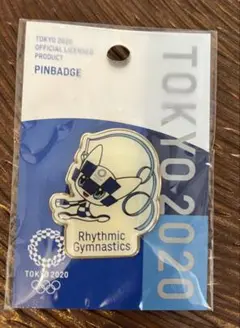 TOKYO 2020
OFFICIAL LICENSED
PRODUCT
PINBADGE
TOKYO 2020
Rhythmic
Gymnastics
TOKYO 2020